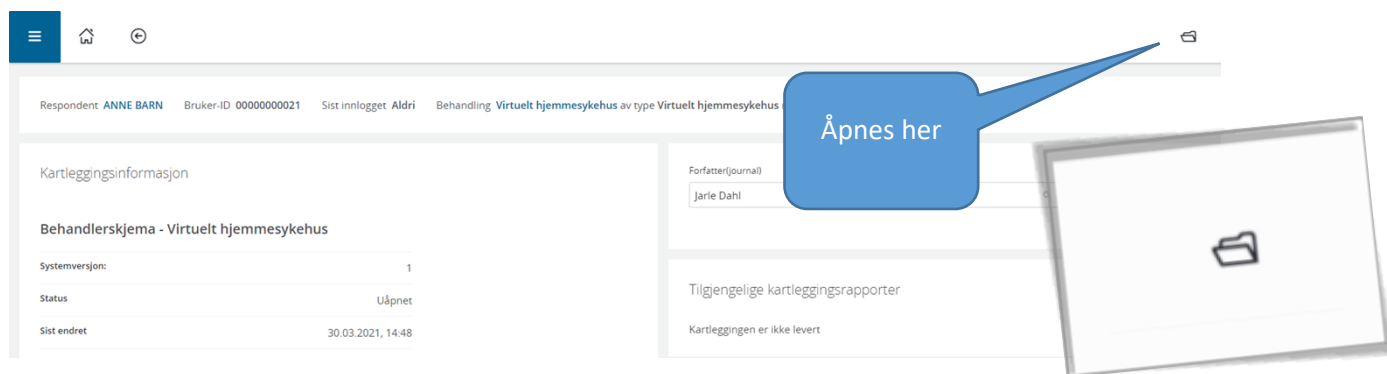 Åpnes her
Respondent ANNE BARN Bruker-ID 00000000021 Sist innlogget Aldri Behandling Virtuelt hjemmesykehus av type Virtuelt hjemmesykehus
Kartleggingsinformasjon
Behandlerskjema - Virtuelt hjemmesykehus
Systemversjon: 1
Status Uåpnet
Sist endret 30.03.2021, 14:48
Forfatter(journal)
Jarle Dahl
Tilgjengelige kartleggingsrapporter
Kartleggingen er ikke levert